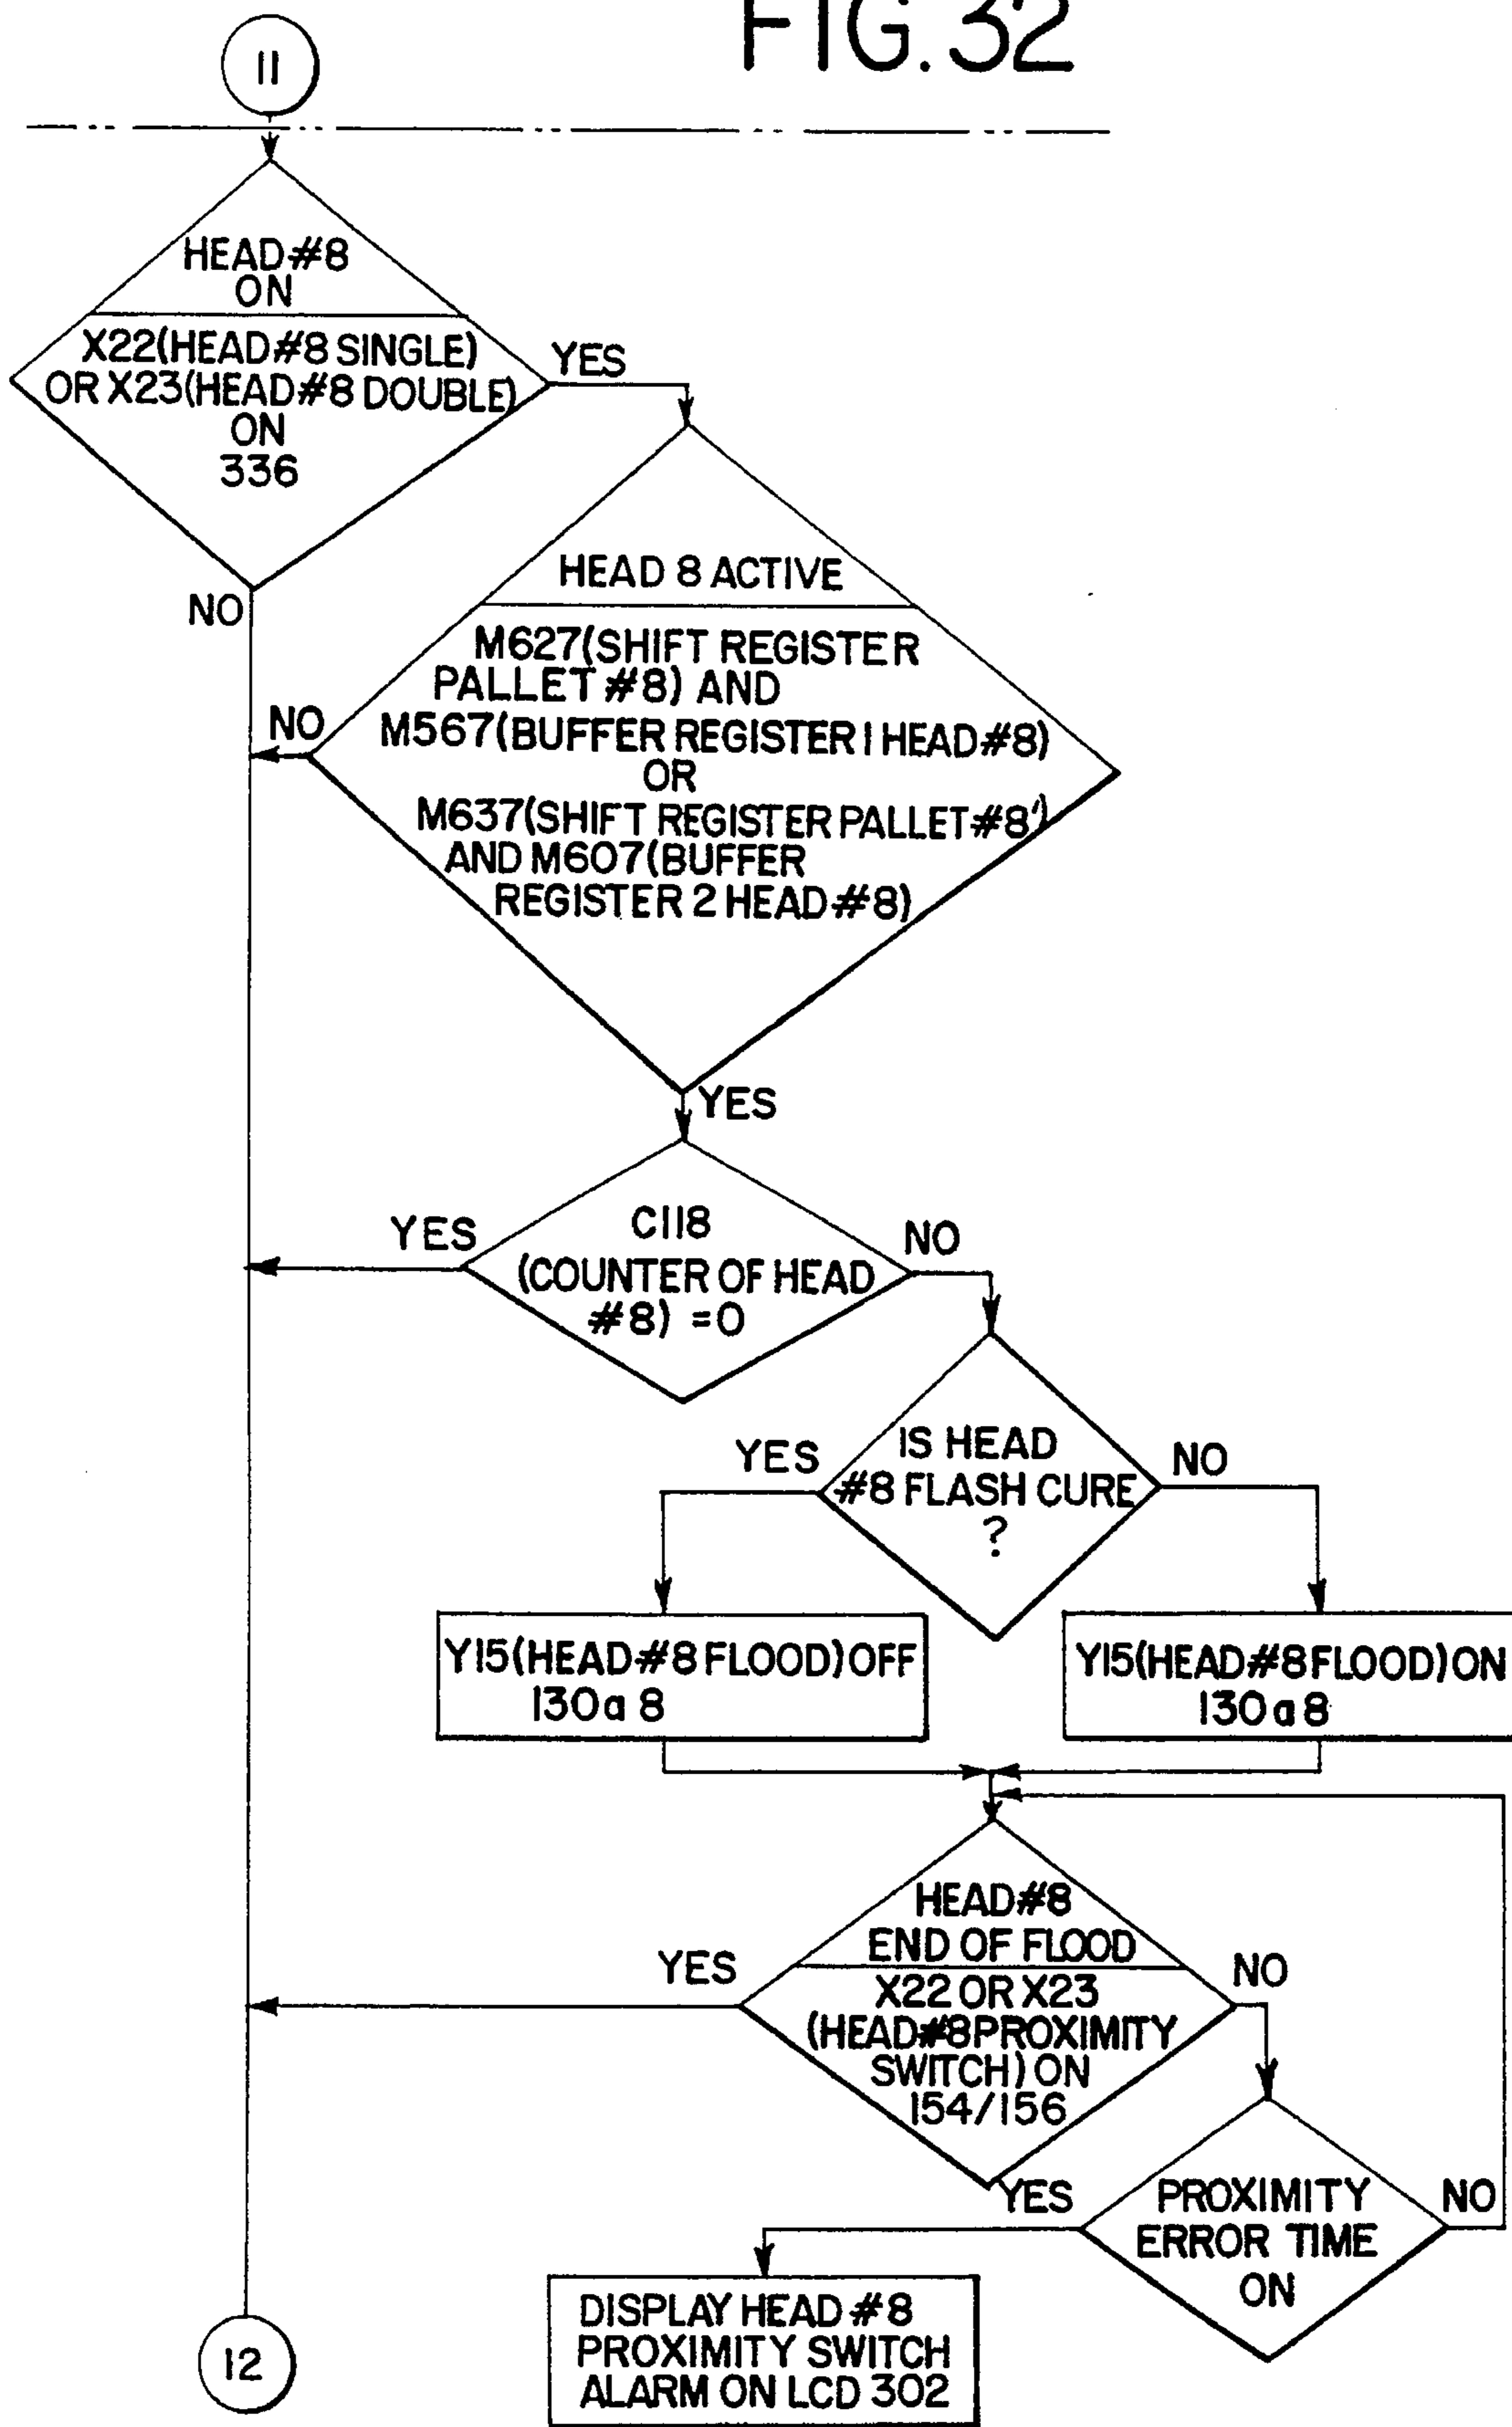 FIG. 32
11
HEAD #8
ON
X22(HEAD #8 SINGLE)
OR X23(HEAD #8 DOUBLE)
ON
336
YES
NO
HEAD 8 ACTIVE
M627(SHIFT REGISTER
PALLET #8) AND
M567(BUFFER REGISTER 1 HEAD #8)
OR
M637(SHIFT REGISTER PALLET #8')
AND M607(BUFFER
REGISTER 2 HEAD #8)
NO
YES
C118
(COUNTER OF HEAD
#8) =0
YES
NO
IS HEAD
#8 FLASH CURE
?
YES
NO
Y15(HEAD #8 FLOOD) OFF
130a 8
Y15(HEAD #8 FLOOD) ON
130a 8
HEAD #8
END OF FLOOD
X22 OR X23
(HEAD #8 PROXIMITY
SWITCH) ON
154/156
YES
NO
PROXIMITY
ERROR TIME
ON
YES
NO
DISPLAY HEAD #8
PROXIMITY SWITCH
ALARM ON LCD 302
12